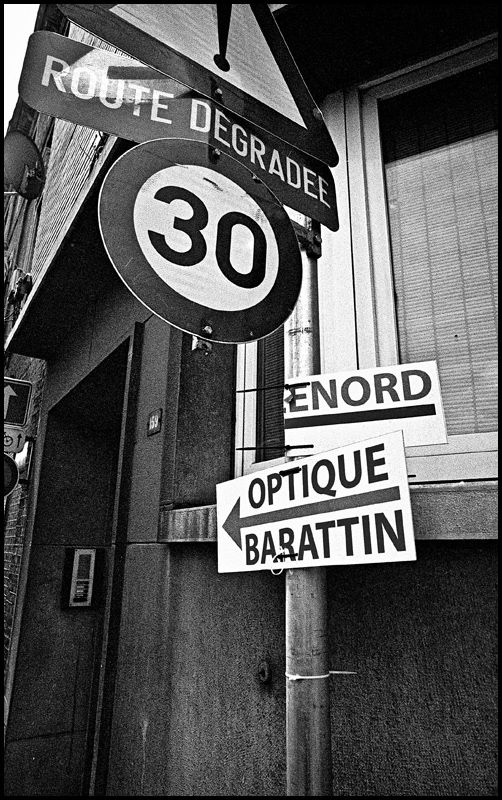 ROUTE DEGRADEE
30
ENORD
OPTIQUE
BARATTIN